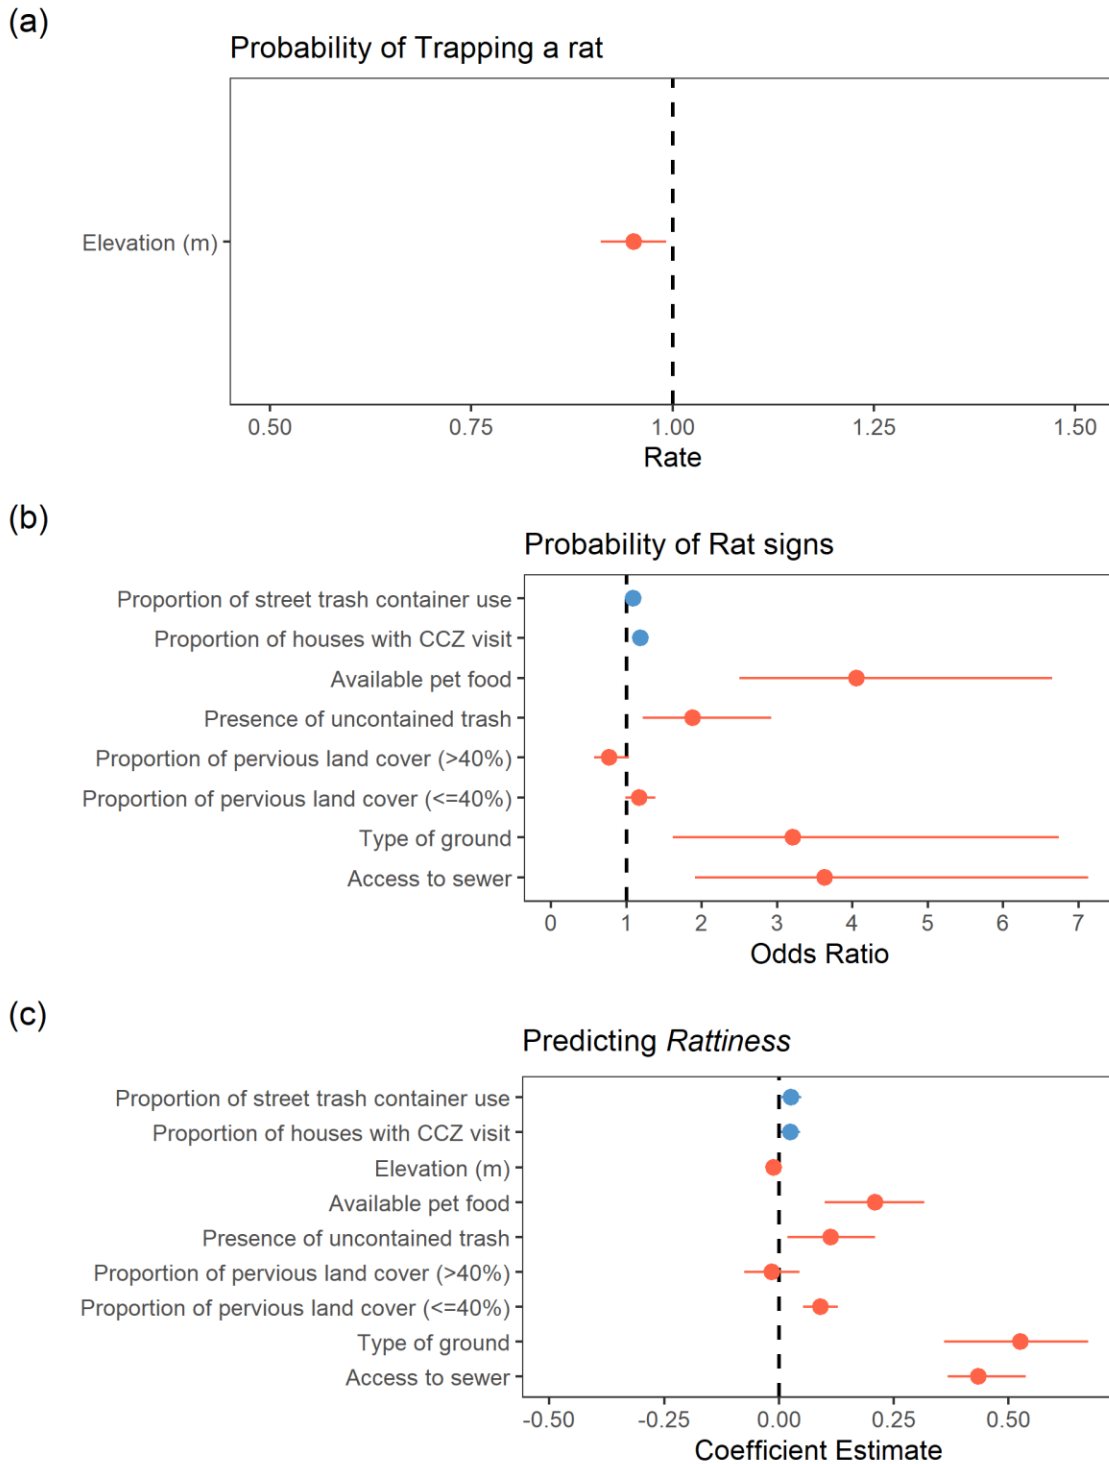 (a)
Probability of Trapping a rat
Elevation (m)
0.50 0.75 1.00 1.25 1.50
Rate
(b)
Probability of Rat signs
Proportion of street trash container use
Proportion of houses with CCZ visit
Available pet food
Presence of uncontained trash
Proportion of pervious land cover (>40%)
Proportion of pervious land cover (<=40%)
Type of ground
Access to sewer
0 1 2 3 4 5 6 7
Odds Ratio
(c)
Predicting Rattiness
Proportion of street trash container use
Proportion of houses with CCZ visit
Elevation (m)
Available pet food
Presence of uncontained trash
Proportion of pervious land cover (>40%)
Proportion of pervious land cover (<=40%)
Type of ground
Access to sewer
-0.50 -0.25 0.00 0.25 0.50
Coefficient Estimate